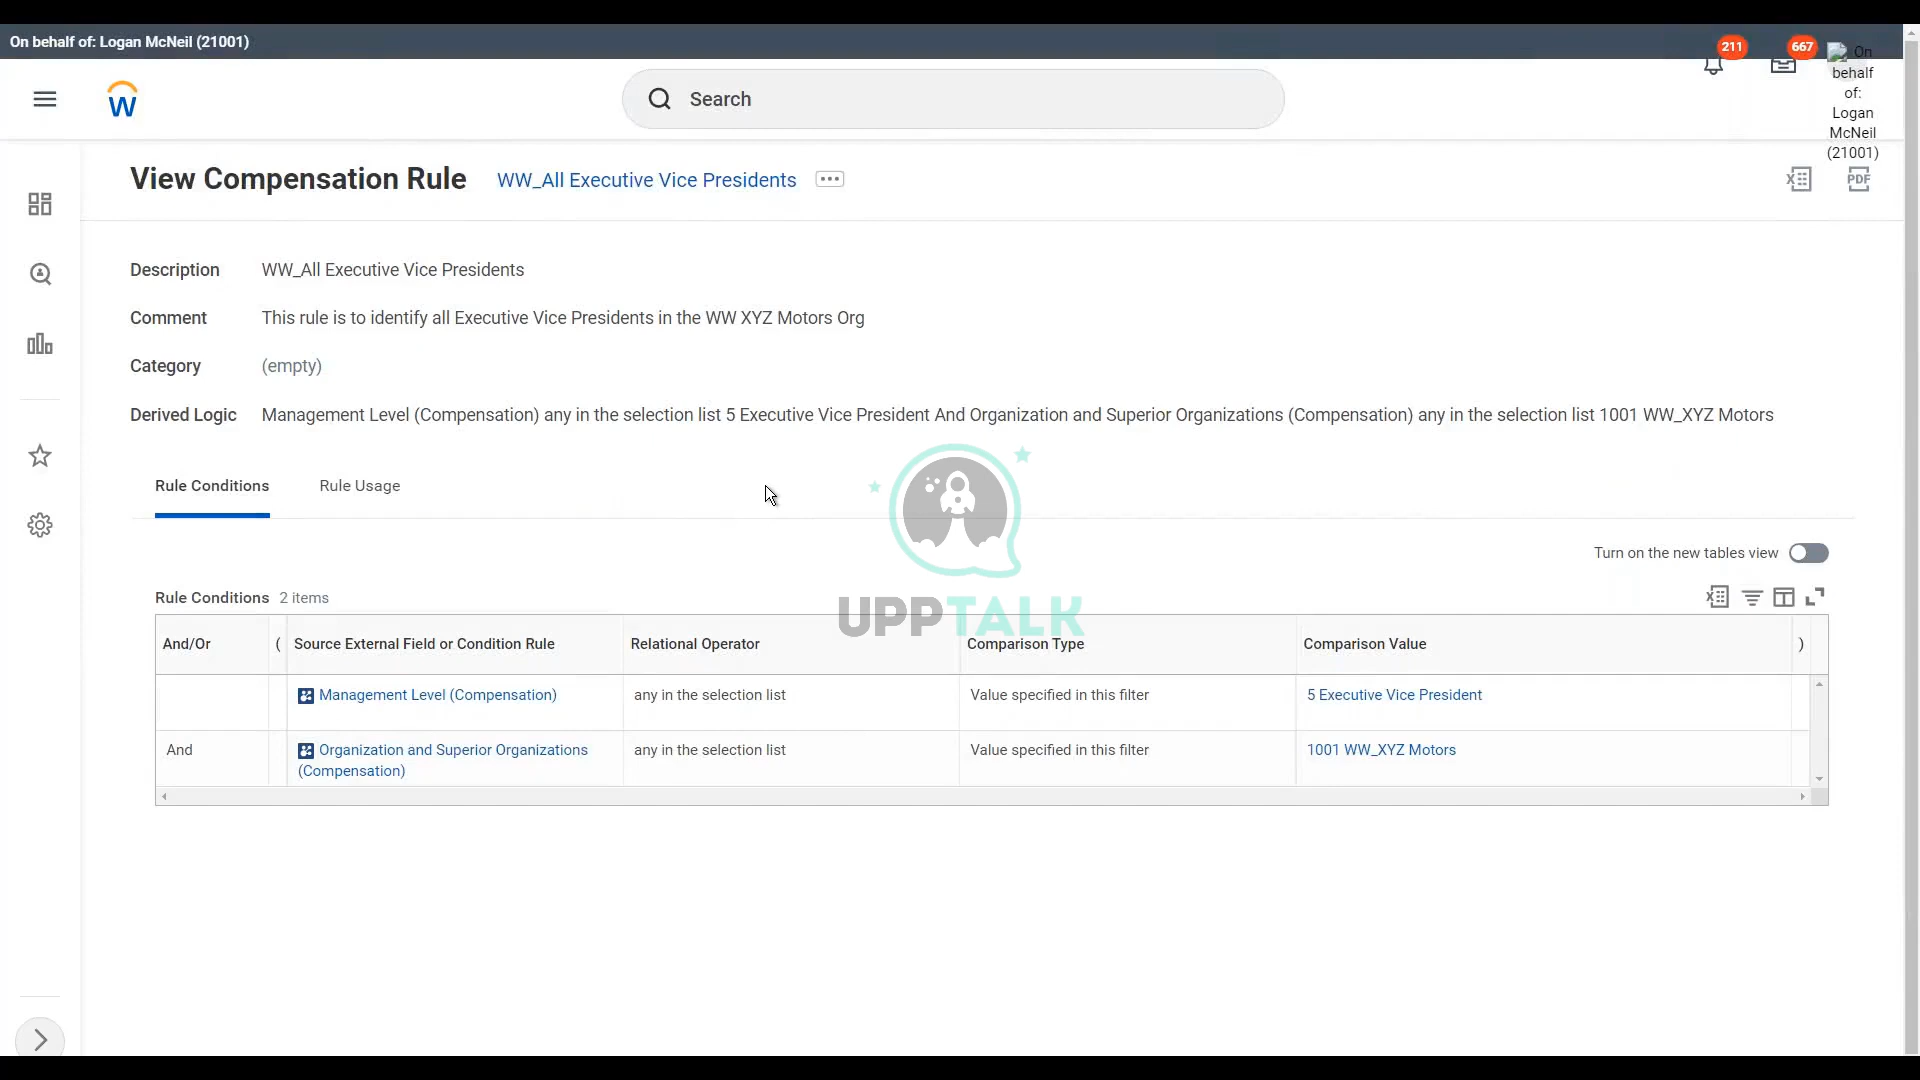 On behalf of: Logan McNeil (21001)
211
667
On
behalf
of:
Logan
McNeil
(21001)
W
Search
View Compensation Rule WW_All Executive Vice Presidents
X PDF
Description WW_All Executive Vice Presidents
Comment This rule is to identify all Executive Vice Presidents in the WW XYZ Motors Org
Category (empty)
Derived Logic Management Level (Compensation) any in the selection list 5 Executive Vice President And Organization and Superior Organizations (Compensation) any in the selection list 1001 WW_XYZ Motors
Rule Conditions Rule Usage
Turn on the new tables view
Rule Conditions 2 items
X
UPPTALK
And/Or ( Source External Field or Condition Rule Relational Operator Comparison Type Comparison Value )
Management Level (Compensation) any in the selection list Value specified in this filter 5 Executive Vice President
And Organization and Superior Organizations any in the selection list Value specified in this filter 1001 WW_XYZ Motors
(Compensation)